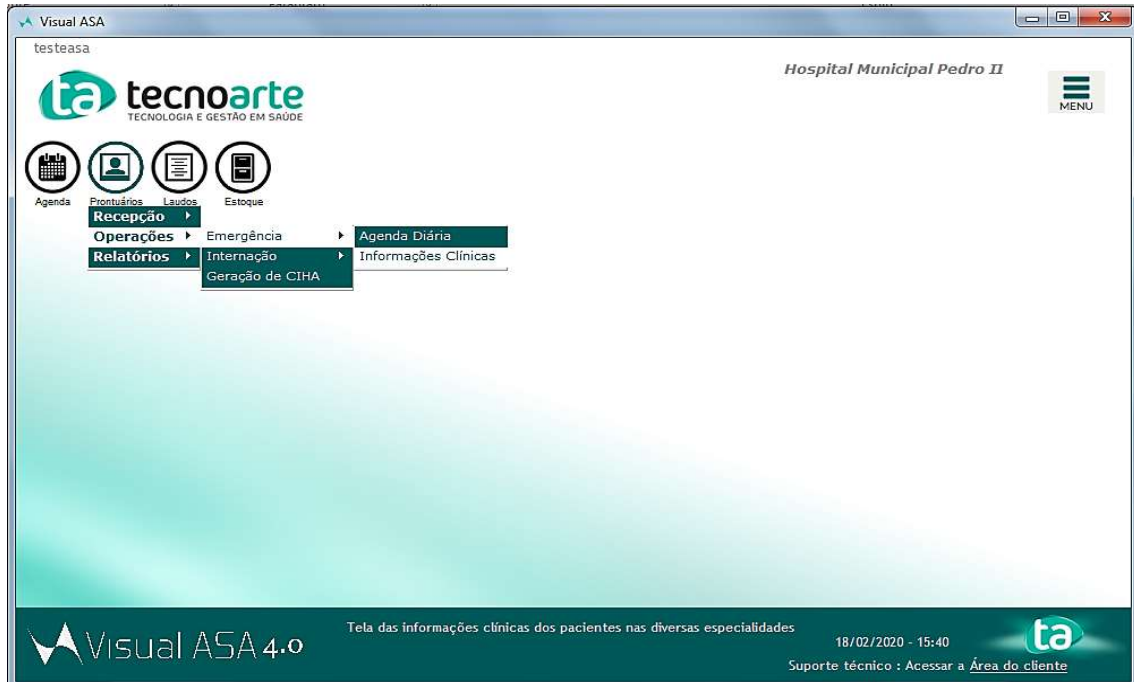 Visual ASA
testeasa
Hospital Municipal Pedro II
ta tecnoarte
TECNOLOGIA E GESTÃO EM SAÚDE
MENU
Agenda Prontuários Laudos Estoque
Recepção
Operações Emergência Agenda Diária
Relatórios Internação Informações Clínicas
Geração de CIHA
Tela das informações clínicas dos pacientes nas diversas especialidades
Visual ASA 4.0
18/02/2020 - 15:40
ta
Suporte técnico : Acessar a Área do cliente